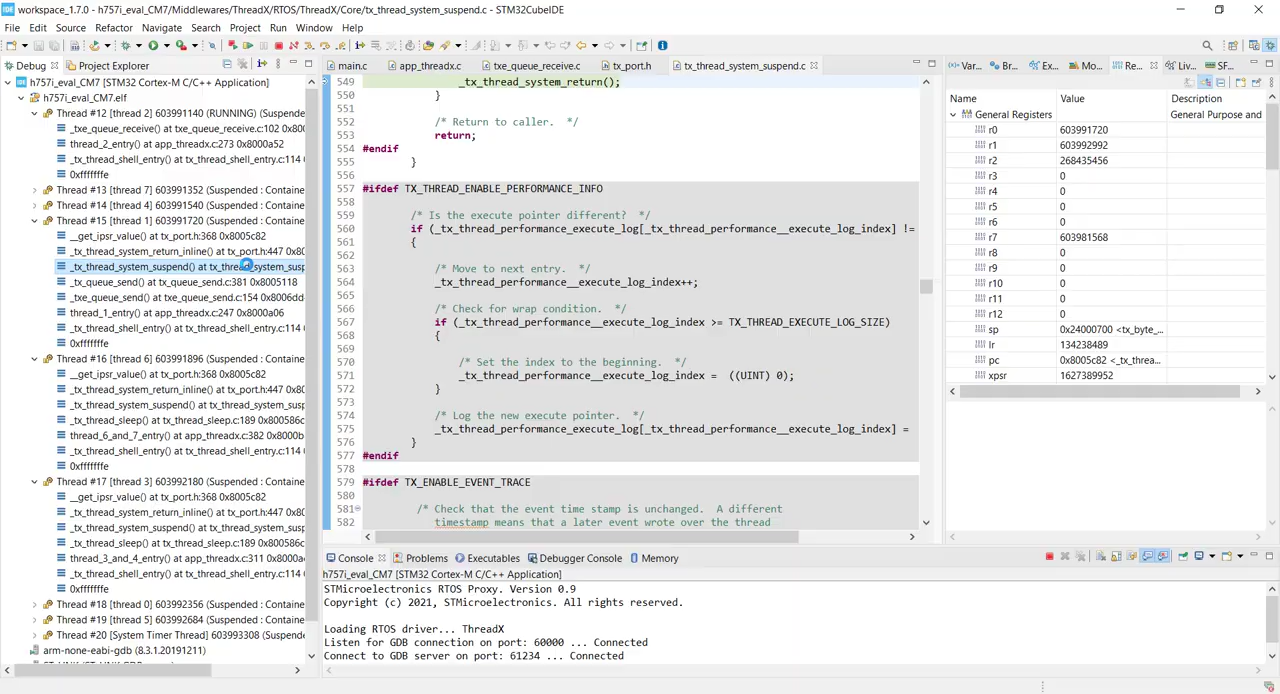 workspace_1.7.0 - h757i_eval_CM7/Middlewares/ThreadX/RTOS/ThreadX/Core/tx_thread_system_suspend.c - STM32CubeIDE
File Edit Source Refactor Navigate Search Project Run Window Help
Debug Project Explorer
h757i_eval_CM7 [STM32 Cortex-M C/C++ Application]
h757i_eval_CM7.elf
Thread #12 [thread 2] 603991140 (RUNNING) (Suspende
_txe_queue_receive() at txe_queue_receive.c:102 0x800
thread_2_entry() at app_threadx.c:273 0x8000a52
_tx_thread_shell_entry() at tx_thread_shell_entry.c:114
0xfffffffe
Thread #13 [thread 7] 603991352 (Suspended : Containe
Thread #14 [thread 4] 603991540 (Suspended : Containe
Thread #15 [thread 1] 603991720 (Suspended : Containe
__get_ipsr_value() at tx_port.h:368 0x8005c82
_tx_thread_system_return_inline() at tx_port.h:447 0x80
_tx_thread_system_suspend() at tx_thread_system_susp
_tx_queue_send() at tx_queue_send.c:381 0x8005118
_txe_queue_send() at txe_queue_send.c:154 0x8006dd
thread_1_entry() at app_threadx.c:247 0x8000a06
_tx_thread_shell_entry() at tx_thread_shell_entry.c:114
0xfffffffe
Thread #16 [thread 6] 603991896 (Suspended : Containe
__get_ipsr_value() at tx_port.h:368 0x8005c82
_tx_thread_system_return_inline() at tx_port.h:447 0x80
_tx_thread_system_suspend() at tx_thread_system_susp
_tx_thread_sleep() at tx_thread_sleep.c:189 0x800586c
thread_6_and_7_entry() at app_threadx.c:382 0x8000b
_tx_thread_shell_entry() at tx_thread_shell_entry.c:114
0xfffffffe
Thread #17 [thread 3] 603992180 (Suspended : Containe
__get_ipsr_value() at tx_port.h:368 0x8005c82
_tx_thread_system_return_inline() at tx_port.h:447 0x80
_tx_thread_system_suspend() at tx_thread_system_susp
_tx_thread_sleep() at tx_thread_sleep.c:189 0x800586c
thread_3_and_4_entry() at app_threadx.c:311 0x8000a
_tx_thread_shell_entry() at tx_thread_shell_entry.c:114
0xfffffffe
Thread #18 [thread 0] 603992356 (Suspended : Containe
Thread #19 [thread 5] 603992684 (Suspended : Containe
Thread #20 [System Timer Thread] 603993308 (Suspende
arm-none-eabi-gdb (8.3.1.20191211)
main.c app_threadx.c txe_queue_receive.c tx_port.h tx_thread_system_suspend.c
549 _tx_thread_system_return();
550 }
551
552 /* Return to caller. */
553 return;
554 #endif
555 }
556
557 #ifdef TX_THREAD_ENABLE_PERFORMANCE_INFO
558
559 /* Is the execute pointer different? */
560 if (_tx_thread_performance_execute_log[_tx_thread_performance__execute_log_index] !=
561 {
562
563 /* Move to next entry. */
564 _tx_thread_performance__execute_log_index++;
565
566 /* Check for wrap condition. */
567 if (_tx_thread_performance__execute_log_index >= TX_THREAD_EXECUTE_LOG_SIZE)
568 {
569
570 /* Set the index to the beginning. */
571 _tx_thread_performance__execute_log_index = ((UINT) 0);
572 }
573
574 /* Log the new execute pointer. */
575 _tx_thread_performance_execute_log[_tx_thread_performance__execute_log_index] =
576 }
577 #endif
578
579 #ifdef TX_ENABLE_EVENT_TRACE
580
581 /* Check that the event time stamp is unchanged. A different
582 timestamp means that a later event wrote over the thread
Var... Br... Ex... Mo... Re... Liv... SF...
Name Value Description
General Registers General Purpose and
r0 603991720
r1 603992992
r2 268435456
r3 0
r4 0
r5 0
r6 0
r7 603981568
r8 0
r9 0
r10 0
r11 0
r12 0
sp 0x24000700 <tx_byte_...
lr 134238489
pc 0x8005c82 <_tx_threa...
xpsr 1627389952
Console Problems Executables Debugger Console Memory
h757i_eval_CM7 [STM32 Cortex-M C/C++ Application]
STMicroelectronics RTOS Proxy. Version 0.9
Copyright (c) 2021, STMicroelectronics. All rights reserved.
Loading RTOS driver... ThreadX
Listen for GDB connection on port: 60000 ... Connected
Connect to GDB server on port: 61234 ... Connected